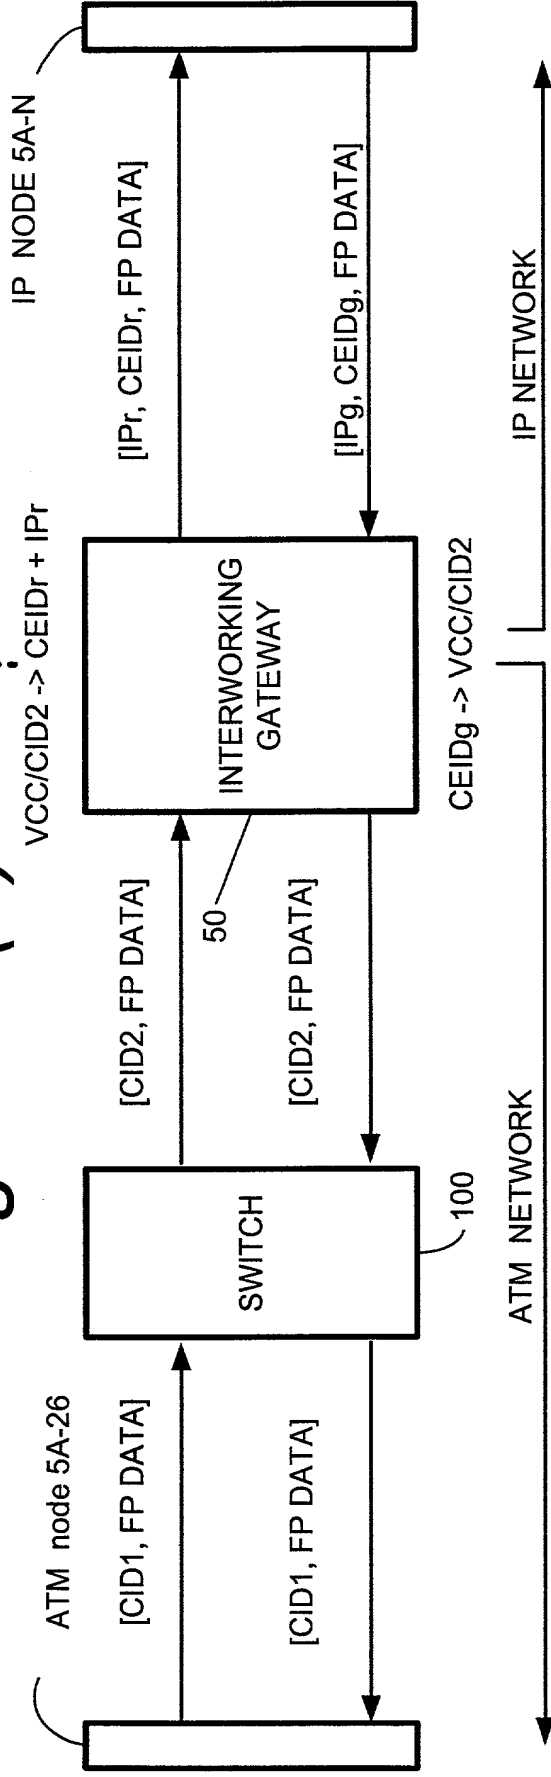 ATM node 5A-26
[CID1, FP DATA]
[CID1, FP DATA]
SWITCH
100
[CID2, FP DATA]
[CID2, FP DATA]
50
VCC/CID2 -> CEIDr + IPr
INTERWORKING
GATEWAY
CEIDg -> VCC/CID2
IP NODE 5A-N
[IPr, CEIDr, FP DATA]
[IPg, CEIDg, FP DATA]
ATM NETWORK
IP NETWORK